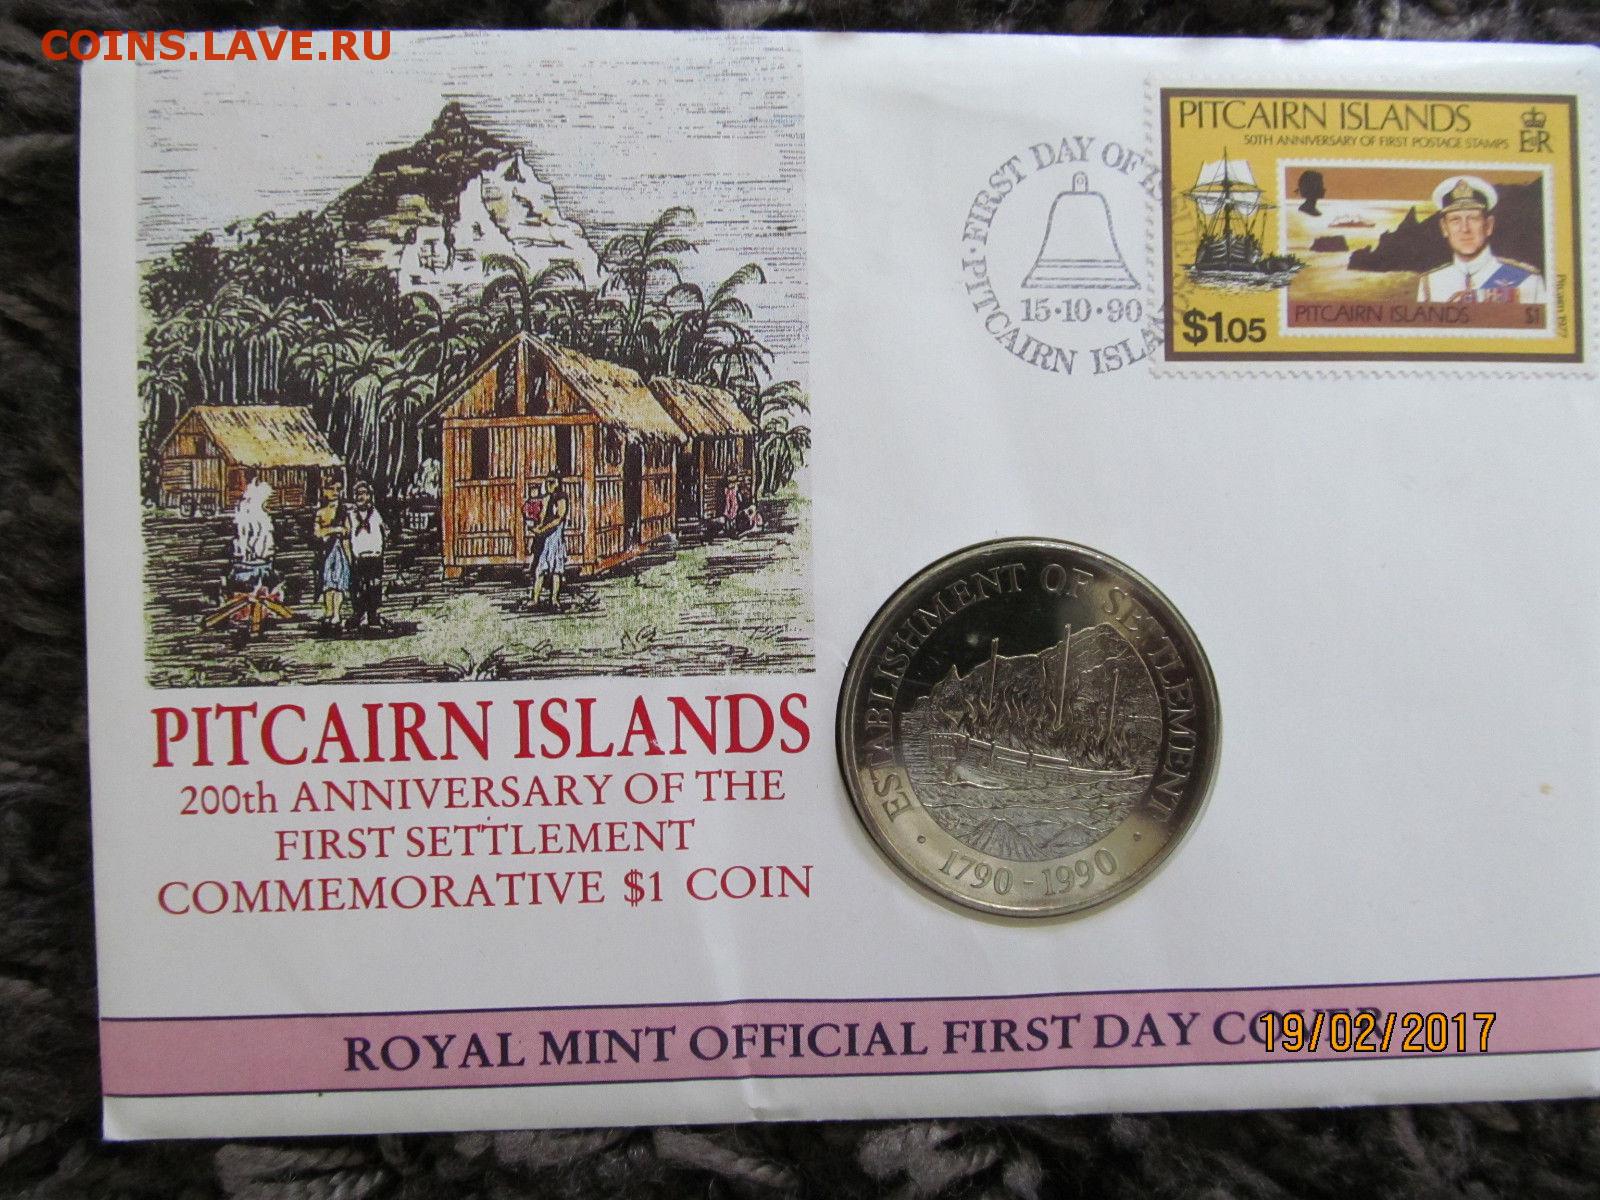 COINS.LAVE.RU
PITCAIRN ISLANDS
50TH ANNIVERSARY OF FIRST POSTAGE STAMPS
ER
PITCAIRN ISLANDS
$1
Pitcairn 1977
$1.05
FIRST DAY OF
15·10·90
PITCAIRN ISLA
ESTABLISHMENT OF SETTLEMENT
· 1790-1990 ·
PITCAIRN ISLANDS
200th ANNIVERSARY OF THE
FIRST SETTLEMENT
COMMEMORATIVE $1 COIN
ROYAL MINT OFFICIAL FIRST DAY COVER
19/02/2017